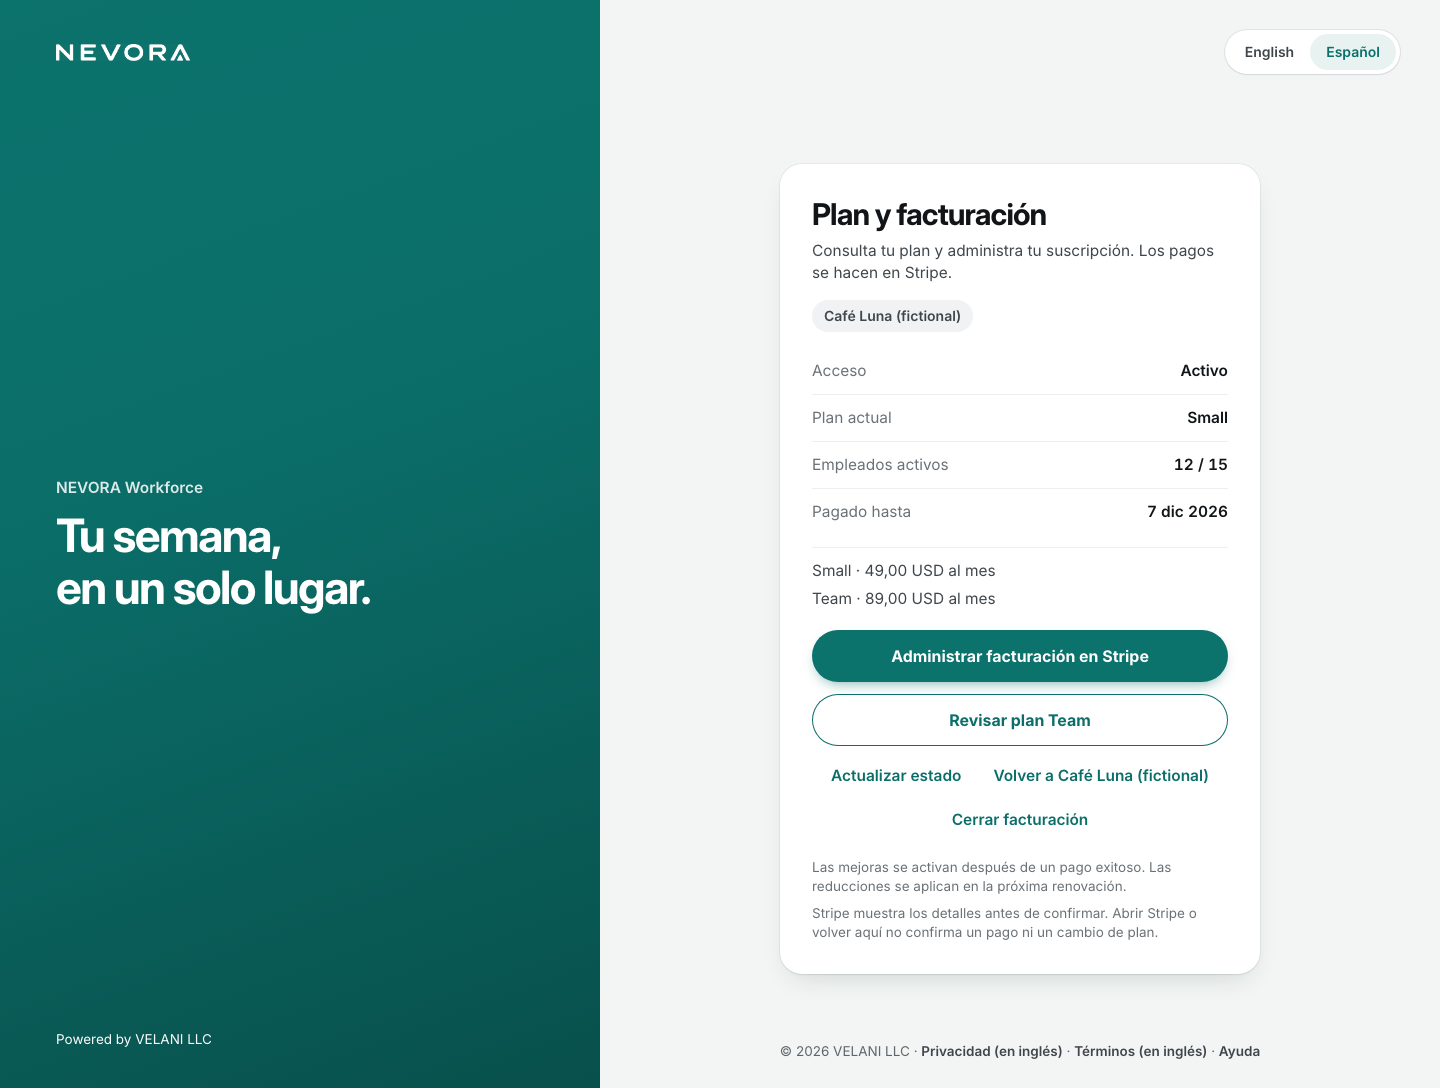 NEVORA
English
Español
Plan y facturación
Consulta tu plan y administra tu suscripción. Los pagos
se hacen en Stripe.
Café Luna (fictional)
Acceso Activo
Plan actual Small
Empleados activos 12 / 15
Pagado hasta 7 dic 2026
Small · 49,00 USD al mes
Team · 89,00 USD al mes
Administrar facturación en Stripe
Revisar plan Team
Actualizar estado Volver a Café Luna (fictional)
Cerrar facturación
Las mejoras se activan después de un pago exitoso. Las
reducciones se aplican en la próxima renovación.
Stripe muestra los detalles antes de confirmar. Abrir Stripe o
volver aquí no confirma un pago ni un cambio de plan.
NEVORA Workforce
Tu semana,
en un solo lugar.
Powered by VELANI LLC
© 2026 VELANI LLC · Privacidad (en inglés) · Términos (en inglés) · Ayuda